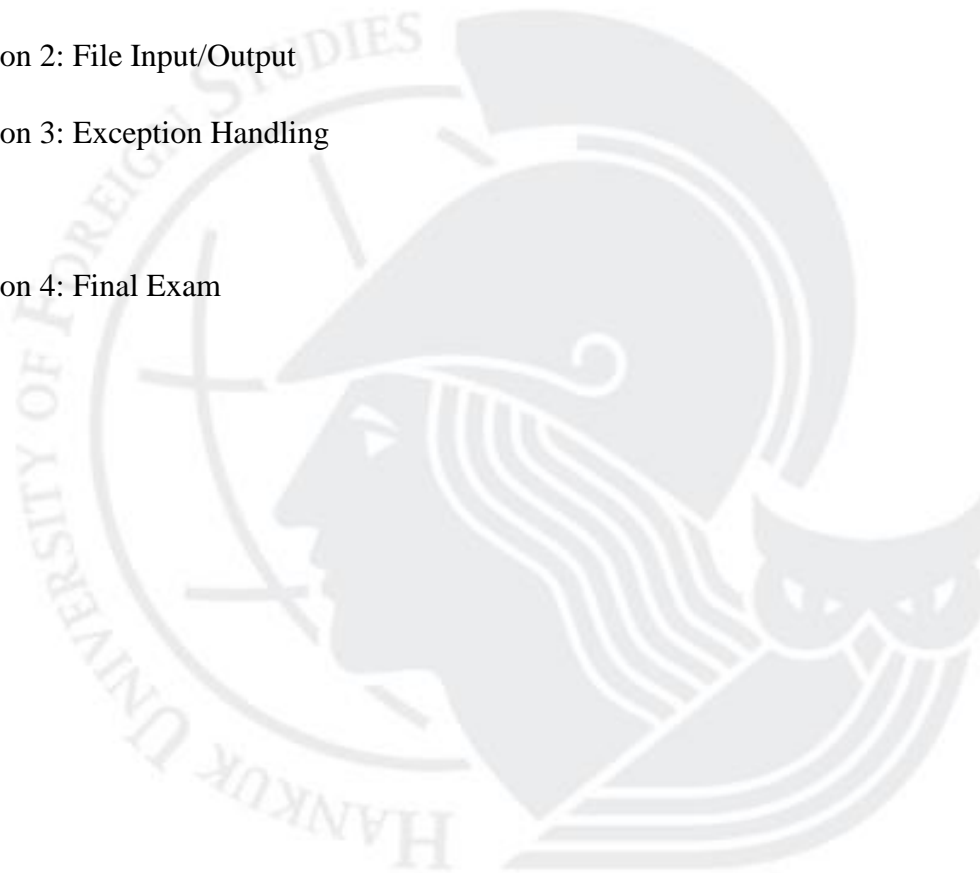 on 2: File Input/Output
on 3: Exception Handling
on 4: Final Exam
HANKUK UNIVERSITY OF FOREIGN STUDIES